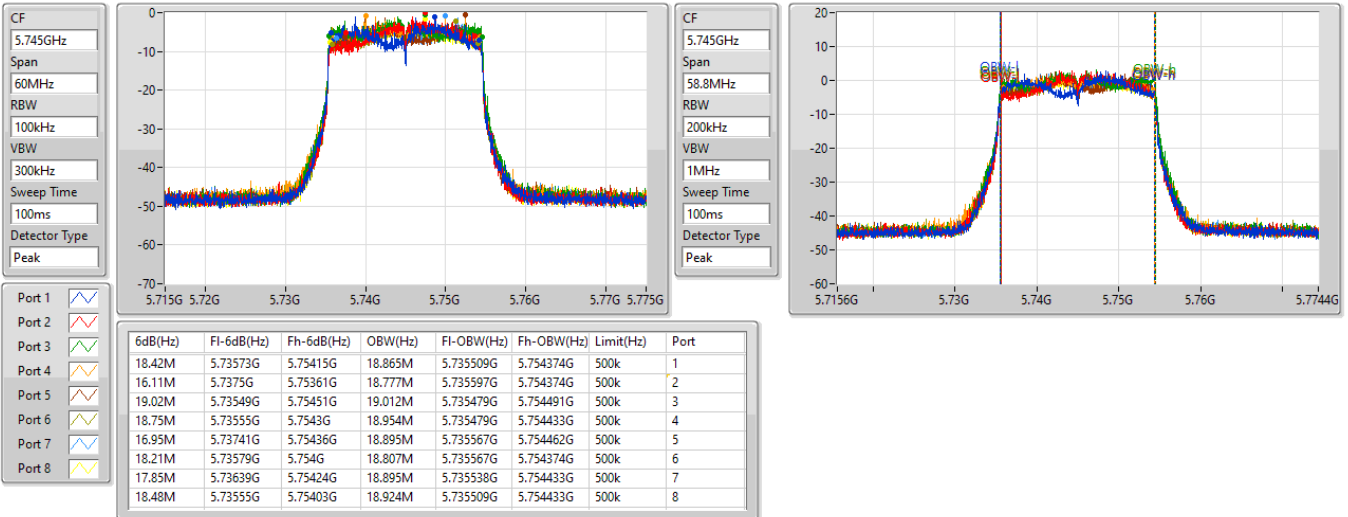 CF
5.745GHz
Span
60MHz
RBW
100kHz
VBW
300kHz
Sweep Time
100ms
Detector Type
Peak
0
-10
-20
-30
-40
-50
-60
-70
5.715G 5.72G 5.73G 5.74G 5.75G 5.76G 5.77G 5.775G
CF
5.745GHz
Span
58.8MHz
RBW
200kHz
VBW
1MHz
Sweep Time
100ms
Detector Type
Peak
20
10
0
-10
-20
-30
-40
-50
-60
OBW-l OBW-h
5.7156G 5.73G 5.74G 5.75G 5.76G 5.7744G
Port 1
Port 2
Port 3
Port 4
Port 5
Port 6
Port 7
Port 8
6dB(Hz) Fl-6dB(Hz) Fh-6dB(Hz) OBW(Hz) Fl-OBW(Hz) Fh-OBW(Hz) Limit(Hz) Port
18.42M 5.73573G 5.75415G 18.865M 5.735509G 5.754374G 500k 1
16.11M 5.7375G 5.75361G 18.777M 5.735597G 5.754374G 500k 2
19.02M 5.73549G 5.75451G 19.012M 5.735479G 5.754491G 500k 3
18.75M 5.73555G 5.7543G 18.954M 5.735479G 5.754433G 500k 4
16.95M 5.73741G 5.75436G 18.895M 5.735567G 5.754462G 500k 5
18.21M 5.73579G 5.754G 18.807M 5.735567G 5.754374G 500k 6
17.85M 5.73639G 5.75424G 18.895M 5.735538G 5.754433G 500k 7
18.48M 5.73555G 5.75403G 18.924M 5.735509G 5.754433G 500k 8